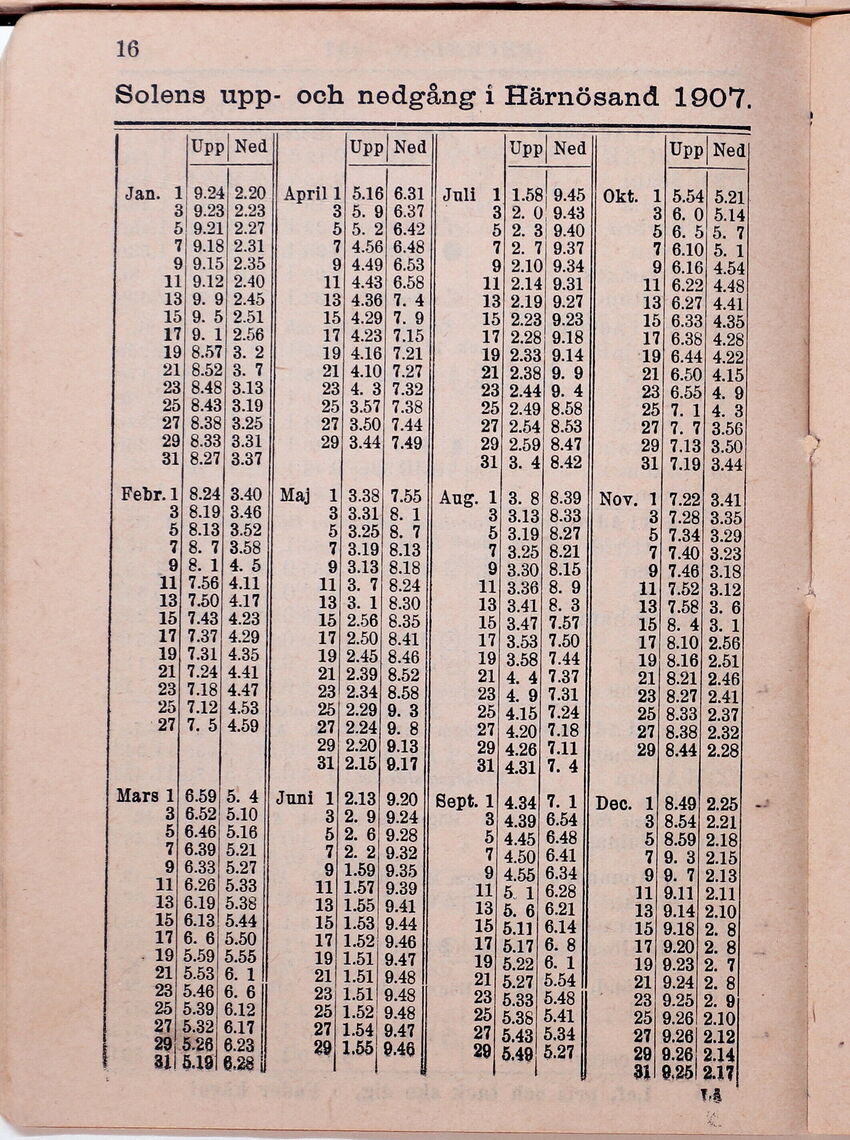 16
Solens upp- och nedgång i Härnösand 1907.
Upp Ned
Jan. 1 9.24 2.20
3 9.23 2.23
5 9.21 2.27
7 9.18 2.31
9 9.15 2.35
11 9.12 2.40
13 9. 9 2.45
15 9. 5 2.51
17 9. 1 2.56
19 8.57 3. 2
21 8.52 3. 7
23 8.48 3.13
25 8.43 3.19
27 8.38 3.25
29 8.33 3.31
31 8.27 3.37
Febr. 1 8.24 3.40
3 8.19 3.46
5 8.13 3.52
7 8. 7 3.58
9 8. 1 4. 5
11 7.56 4.11
13 7.50 4.17
15 7.43 4.23
17 7.37 4.29
19 7.31 4.35
21 7.24 4.41
23 7.18 4.47
25 7.12 4.53
27 7. 5 4.59
Mars 1 6.59 5. 4
3 6.52 5.10
5 6.46 5.16
7 6.39 5.21
9 6.33 5.27
11 6.26 5.33
13 6.19 5.38
15 6.13 5.44
17 6. 6 5.50
19 5.59 5.55
21 5.53 6. 1
23 5.46 6. 6
25 5.39 6.12
27 5.32 6.17
29 5.26 6.23
31 5.19 6.28
Upp Ned
April 1 5.16 6.31
3 5. 9 6.37
5 5. 2 6.42
7 4.56 6.48
9 4.49 6.53
11 4.43 6.58
13 4.36 7. 4
15 4.29 7. 9
17 4.23 7.15
19 4.16 7.21
21 4.10 7.27
23 4. 3 7.32
25 3.57 7.38
27 3.50 7.44
29 3.44 7.49
Maj 1 3.38 7.55
3 3.31 8. 1
5 3.25 8. 7
7 3.19 8.13
9 3.13 8.18
11 3. 7 8.24
13 3. 1 8.30
15 2.56 8.35
17 2.50 8.41
19 2.45 8.46
21 2.39 8.52
23 2.34 8.58
25 2.29 9. 3
27 2.24 9. 8
29 2.20 9.13
31 2.15 9.17
Juni 1 2.13 9.20
3 2. 9 9.24
5 2. 6 9.28
7 2. 2 9.32
9 1.59 9.35
11 1.57 9.39
13 1.55 9.41
15 1.53 9.44
17 1.52 9.46
19 1.51 9.47
21 1.51 9.48
23 1.51 9.48
25 1.52 9.48
27 1.54 9.47
29 1.55 9.46
Upp Ned
Juli 1 1.58 9.45
3 2. 0 9.43
5 2. 3 9.40
7 2. 7 9.37
9 2.10 9.34
11 2.14 9.31
13 2.19 9.27
15 2.23 9.23
17 2.28 9.18
19 2.33 9.14
21 2.38 9. 9
23 2.44 9. 4
25 2.49 8.58
27 2.54 8.53
29 2.59 8.47
31 3. 4 8.42
Aug. 1 3. 8 8.39
3 3.13 8.33
5 3.19 8.27
7 3.25 8.21
9 3.30 8.15
11 3.36 8. 9
13 3.41 8. 3
15 3.47 7.57
17 3.53 7.50
19 3.58 7.44
21 4. 4 7.37
23 4. 9 7.31
25 4.15 7.24
27 4.20 7.18
29 4.26 7.11
31 4.31 7. 4
Sept. 1 4.34 7. 1
3 4.39 6.54
5 4.45 6.48
7 4.50 6.41
9 4.55 6.34
11 5. 1 6.28
13 5. 6 6.21
15 5.11 6.14
17 5.17 6. 8
19 5.22 6. 1
21 5.27 5.54
23 5.33 5.48
25 5.38 5.41
27 5.43 5.34
29 5.49 5.27
Upp Ned
Okt. 1 5.54 5.21
3 6. 0 5.14
5 6. 5 5. 7
7 6.10 5. 1
9 6.16 4.54
11 6.22 4.48
13 6.27 4.41
15 6.33 4.35
17 6.38 4.28
19 6.44 4.22
21 6.50 4.15
23 6.55 4. 9
25 7. 1 4. 3
27 7. 7 3.56
29 7.13 3.50
31 7.19 3.44
Nov. 1 7.22 3.41
3 7.28 3.35
5 7.34 3.29
7 7.40 3.23
9 7.46 3.18
11 7.52 3.12
13 7.58 3. 6
15 8. 4 3. 1
17 8.10 2.56
19 8.16 2.51
21 8.21 2.46
23 8.27 2.41
25 8.33 2.37
27 8.38 2.32
29 8.44 2.28
Dec. 1 8.49 2.25
3 8.54 2.21
5 8.59 2.18
7 9. 3 2.15
9 9. 7 2.13
11 9.11 2.11
13 9.14 2.10
15 9.18 2. 8
17 9.20 2. 8
19 9.23 2. 7
21 9.24 2. 8
23 9.25 2. 9
25 9.26 2.10
27 9.26 2.12
29 9.26 2.14
31 9.25 2.17